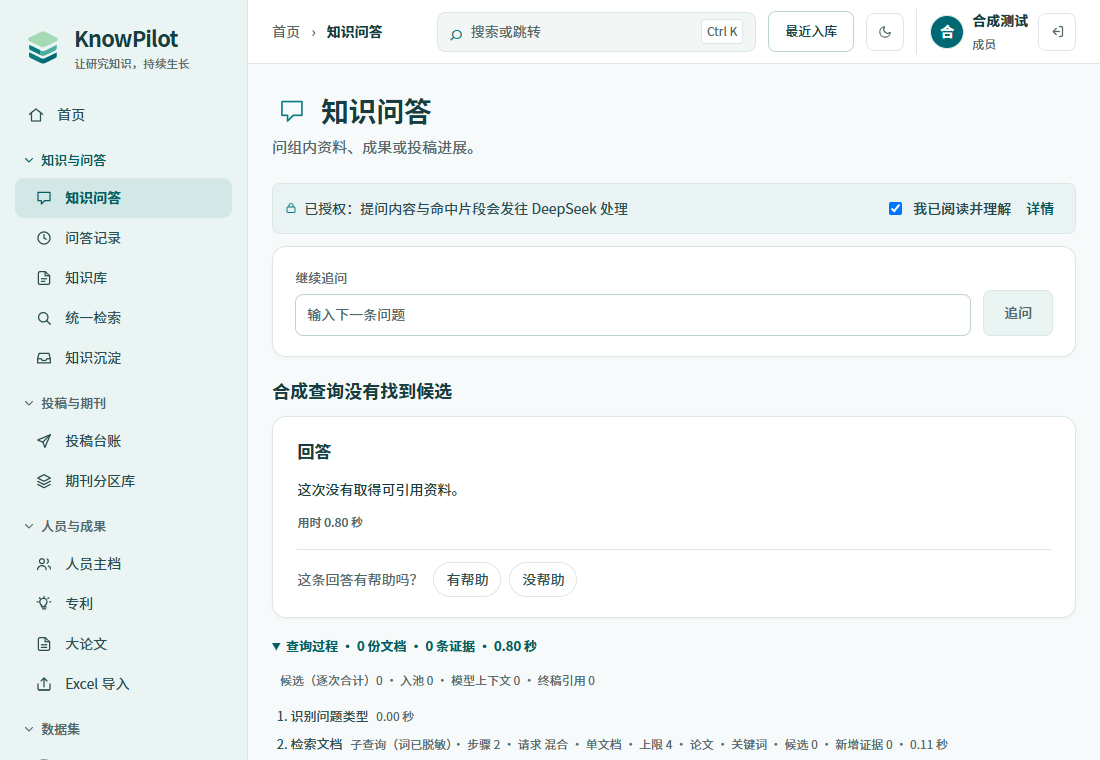 KnowPilot
让研究知识，持续生长
首页
知识与问答
知识问答
问答记录
知识库
统一检索
知识沉淀
投稿与期刊
投稿台账
期刊分区库
人员与成果
人员主档
专利
大论文
Excel 导入
数据集
首页 › 知识问答
搜索或跳转 Ctrl K
最近入库
合 合成测试
成员
知识问答
问组内资料、成果或投稿进展。
已授权：提问内容与命中片段会发往 DeepSeek 处理 我已阅读并理解 详情
继续追问
输入下一条问题 追问
合成查询没有找到候选
回答
这次没有取得可引用资料。
用时 0.80 秒
这条回答有帮助吗？ 有帮助 没帮助
▼ 查询过程 • 0 份文档 • 0 条证据 • 0.80 秒
候选（逐次合计）0 • 入池 0 • 模型上下文 0 • 终稿引用 0
1. 识别问题类型 0.00 秒
2. 检索文档 子查询（词已脱敏） • 步骤 2 • 请求 混合 • 单文档 • 上限 4 • 论文 • 关键词 • 候选 0 • 新增证据 0 • 0.11 秒